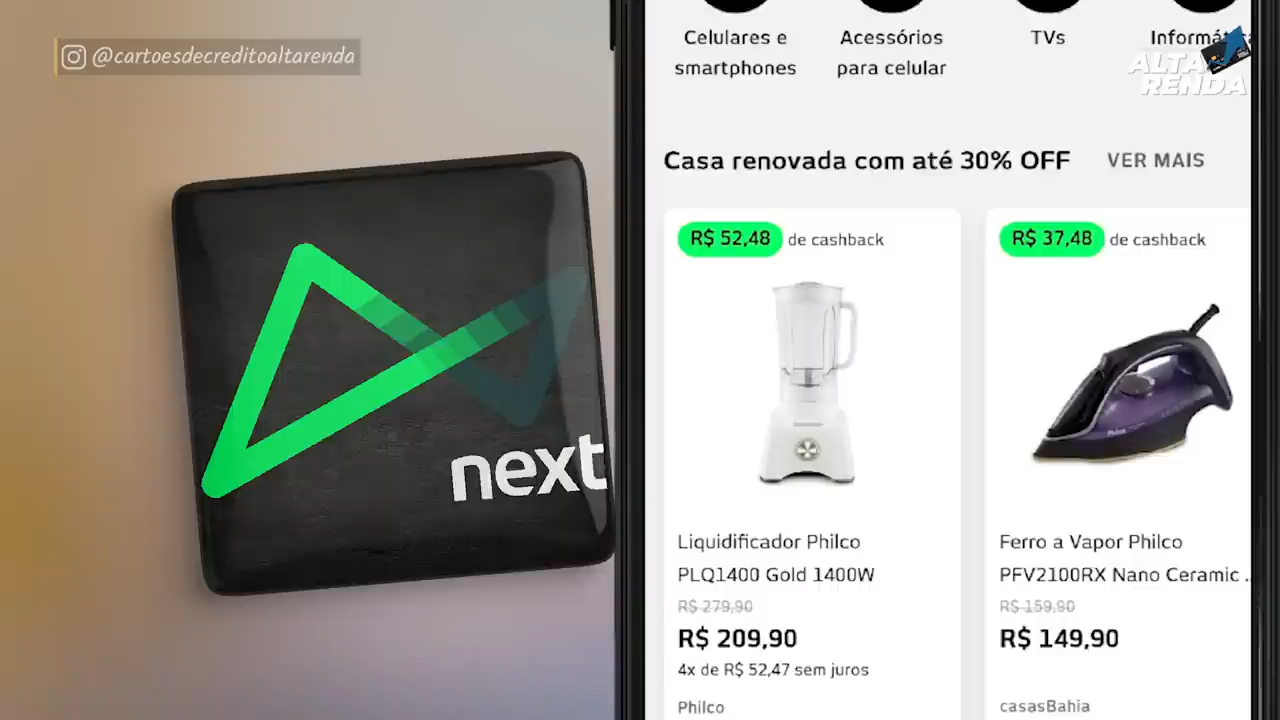 @cartoesdecreditoaltarenda
ALTA
RENDA
next
Celulares e
smartphones
Acessórios
para celular
TVs
Casa renovada com até 30% OFF
VER MAIS
R$ 52,48 de cashback
Liquidificador Philco
PLQ1400 Gold 1400W
R$ 279,90
R$ 209,90
4x de R$ 52,47 sem juros
Philco
R$ 37,48 de cashback
Ferro a Vapor Philco
PFV2100RX Nano Ceramic ..
R$ 159,90
R$ 149,90
casasBahia